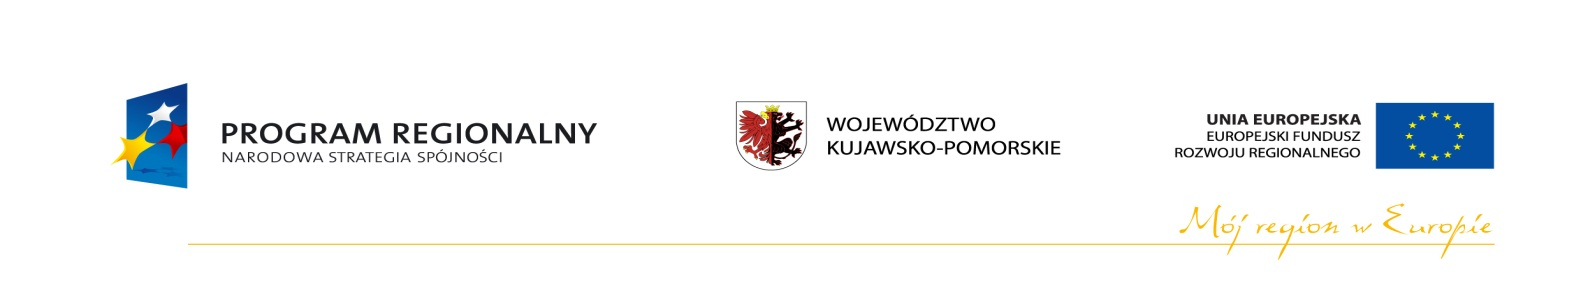 PROGRAM REGIONALNY
NARODOWA STRATEGIA SPÓJNOŚCI
WOJEWÓDZTWO
KUJAWSKO-POMORSKIE
UNIA EUROPEJSKA
EUROPEJSKI FUNDUSZ
ROZWOJU REGIONALNEGO
Mój region w Europie